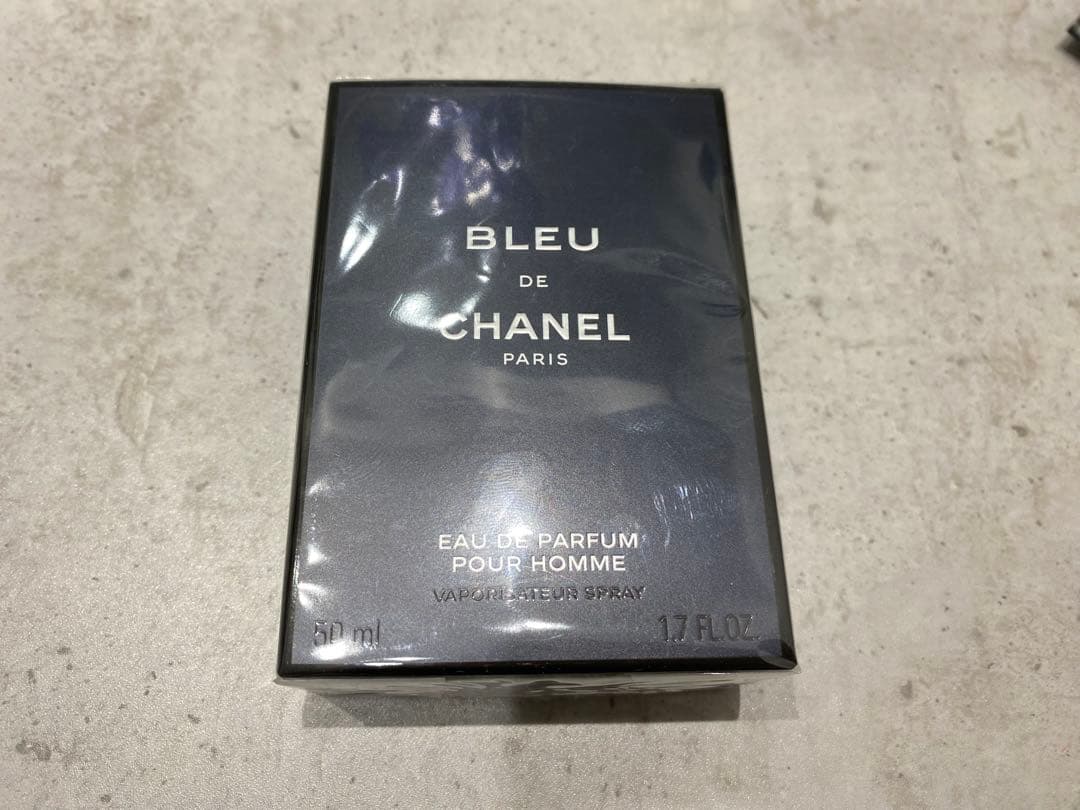 BLEU
DE
CHANEL
PARIS
EAU DE PARFUM
POUR HOMME
VAPORISATEUR SPRAY
50 ml
1.7 FL.OZ.